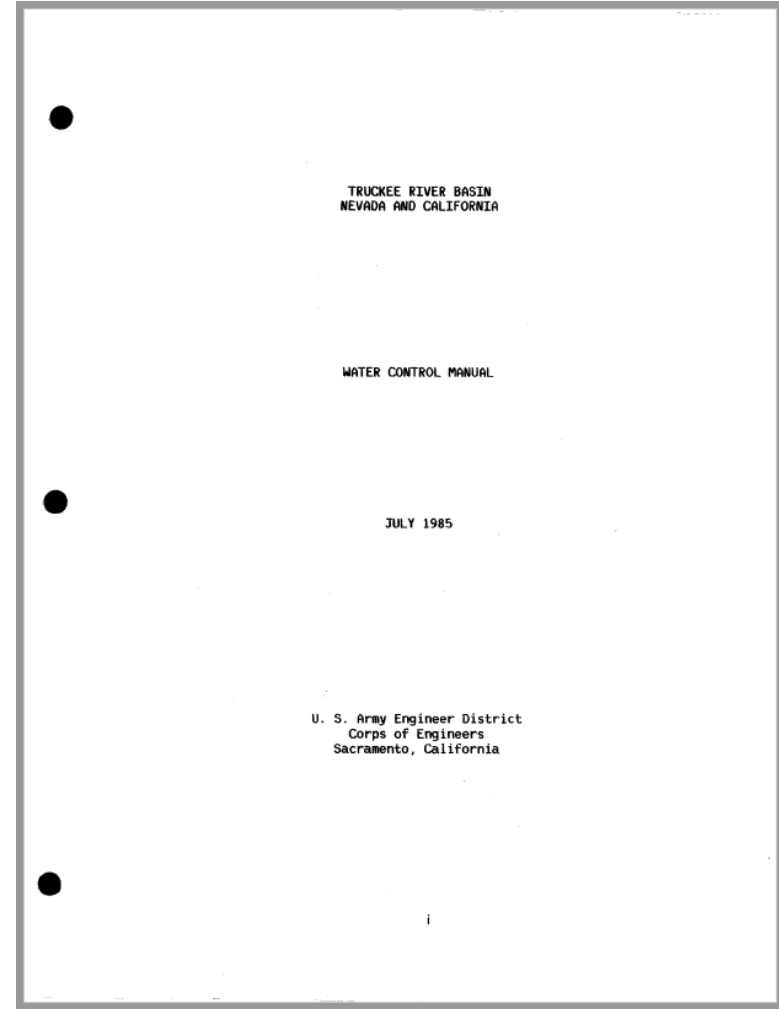 TRUCKEE RIVER BASIN
NEVADA AND CALIFORNIA
WATER CONTROL MANUAL
JULY 1985
U. S. Army Engineer District
Corps of Engineers
Sacramento, California
i